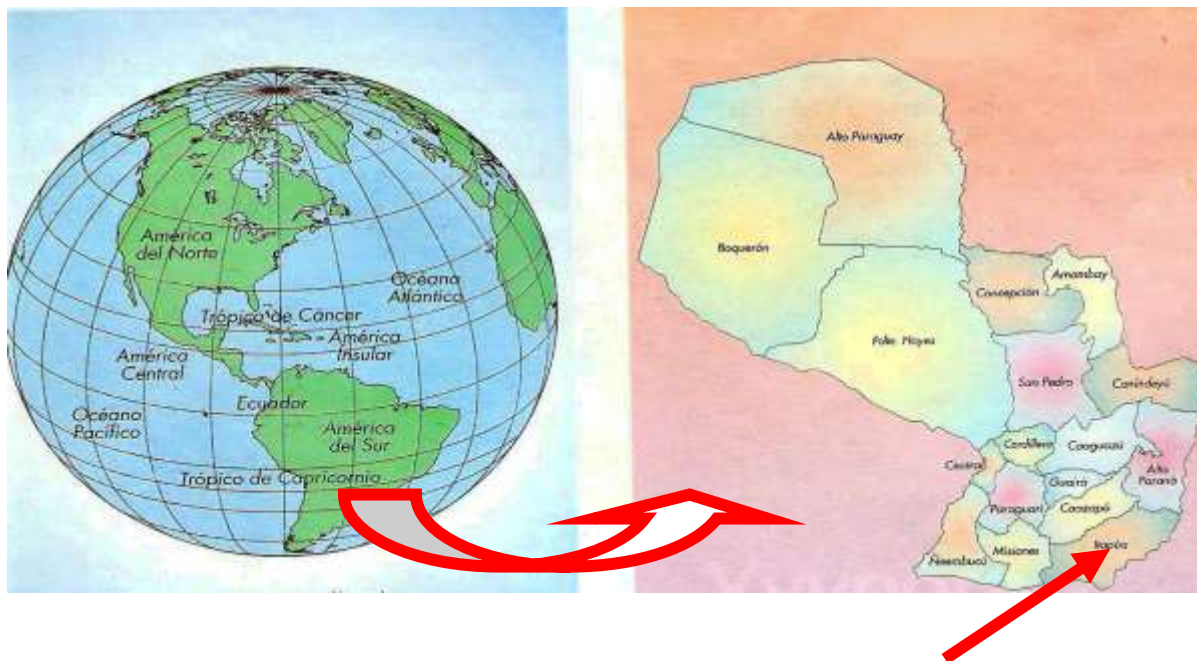 América
del Norte
Océano
Atlántico
Trópico de Cáncer
América
Insular
América
Central
Ecuador
Océano
Pacífico
América
del Sur
Trópico de Capricornio
Alto Paraguay
Boquerón
Amambay
Concepción
Pdte. Hayes
San Pedro
Canindeyú
Cordillera
Caaguazú
Central
Alto
Paraná
Guairá
Paraguarí
Caazapá
Itapúa
Misiones
Ñeembucú